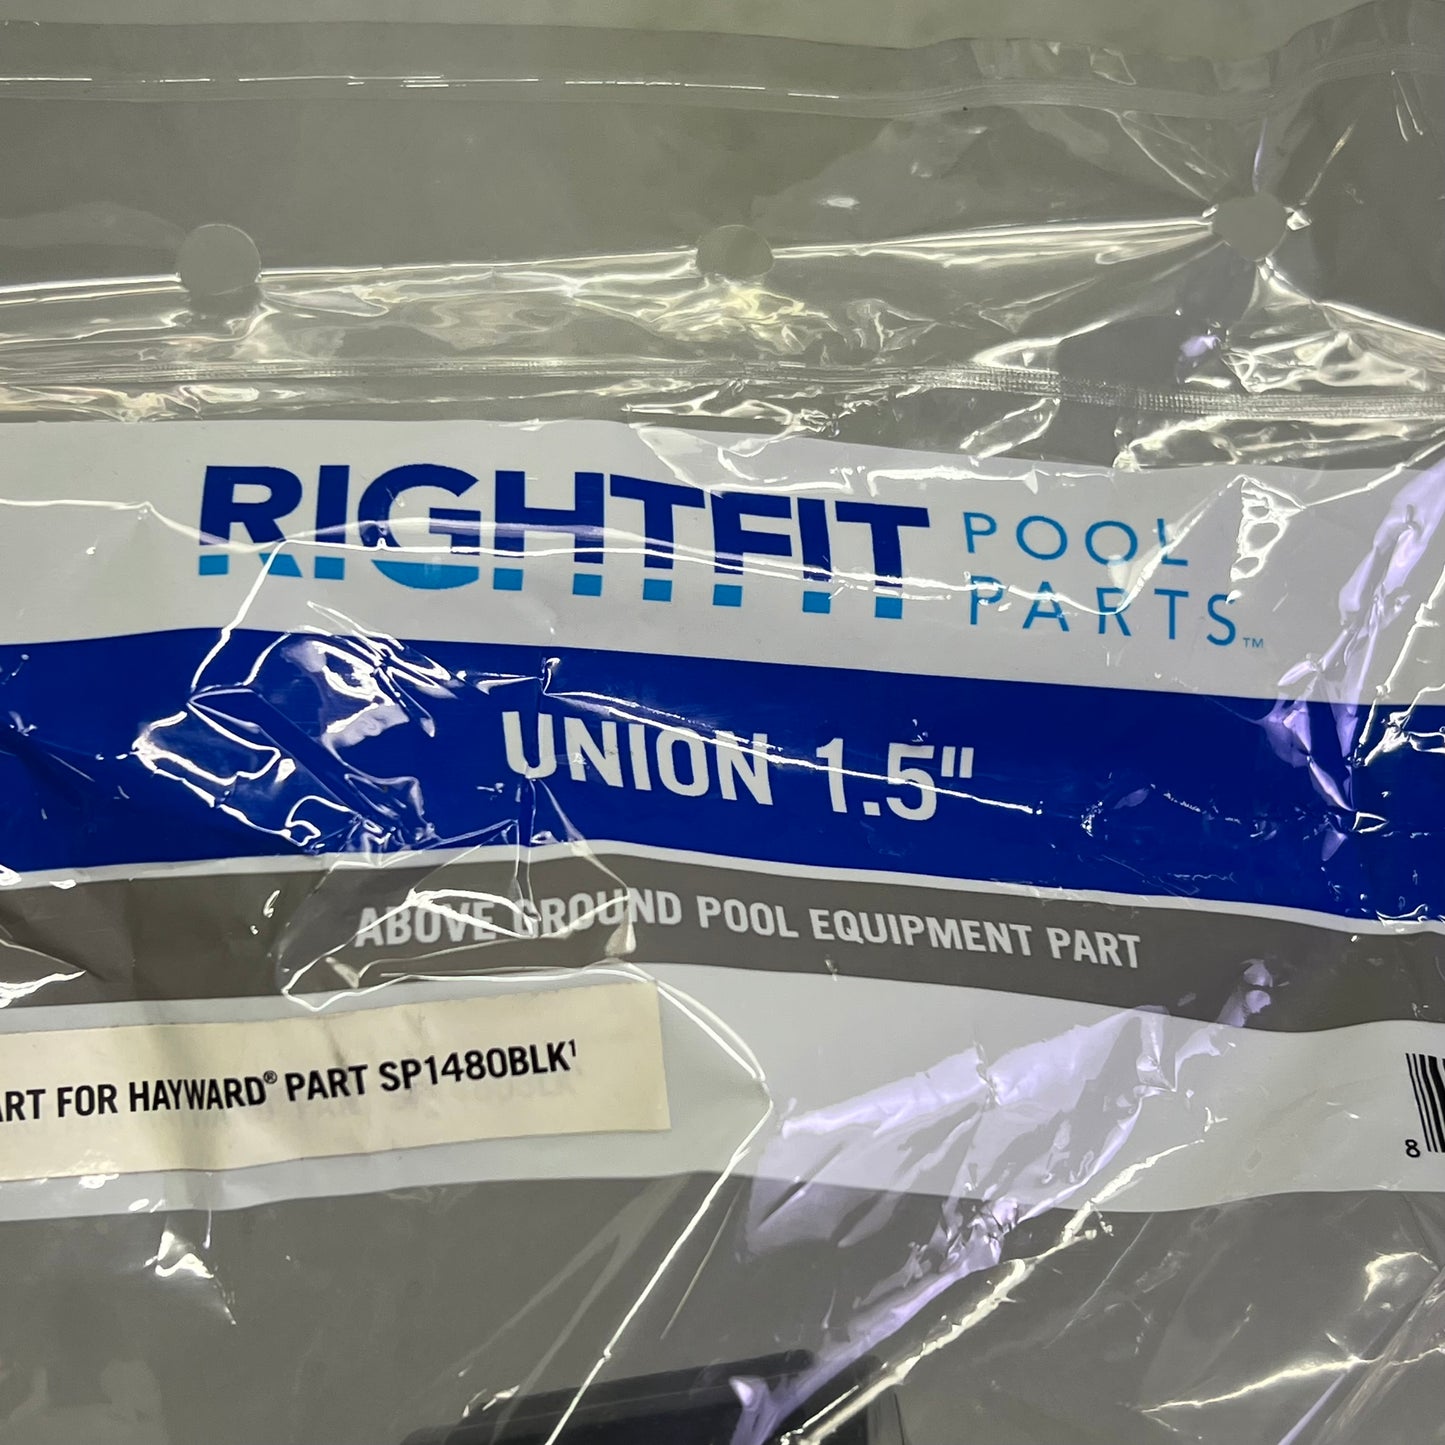 RIGHTFIT POOL PARTS™
UNION 1.5"
ABOVE GROUND POOL EQUIPMENT PART
ART FOR HAYWARD® PART SP1480BLK¹
8